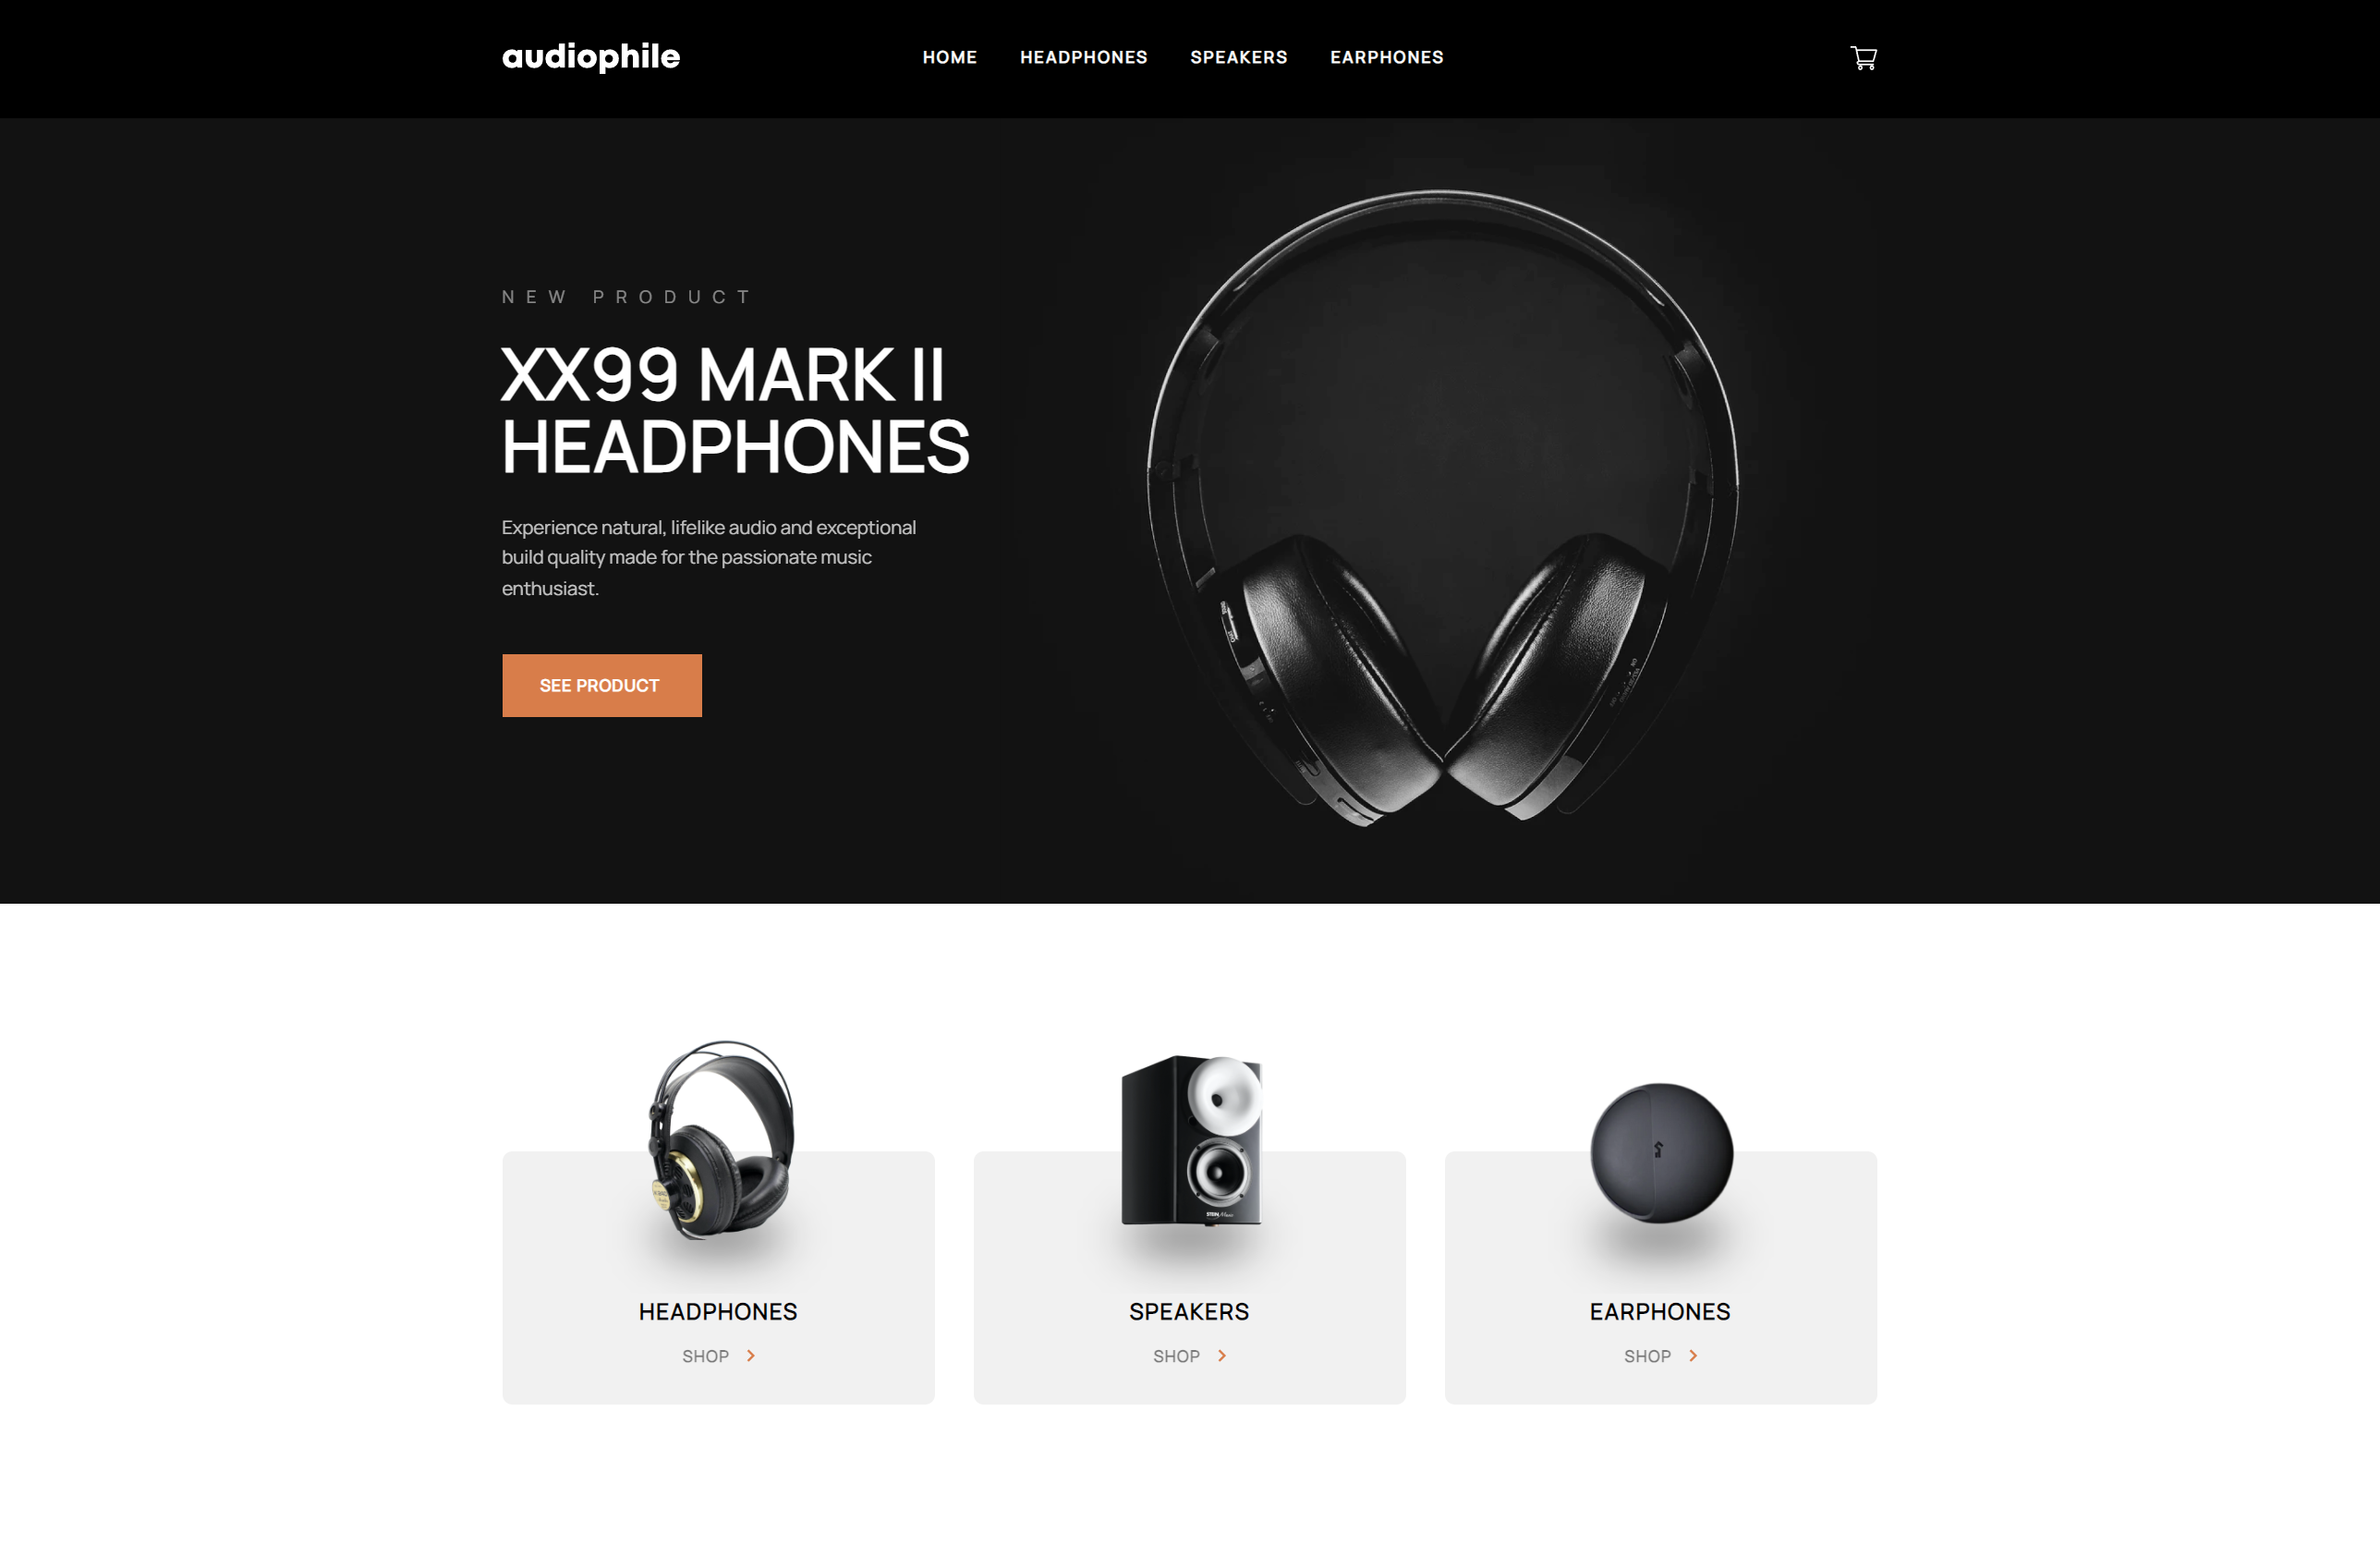 audiophile
HOME HEADPHONES SPEAKERS EARPHONES
NEW PRODUCT
XX99 MARK II
HEADPHONES
Experience natural, lifelike audio and exceptional
build quality made for the passionate music
enthusiast.
SEE PRODUCT
HEADPHONES
SHOP
SPEAKERS
SHOP
EARPHONES
SHOP